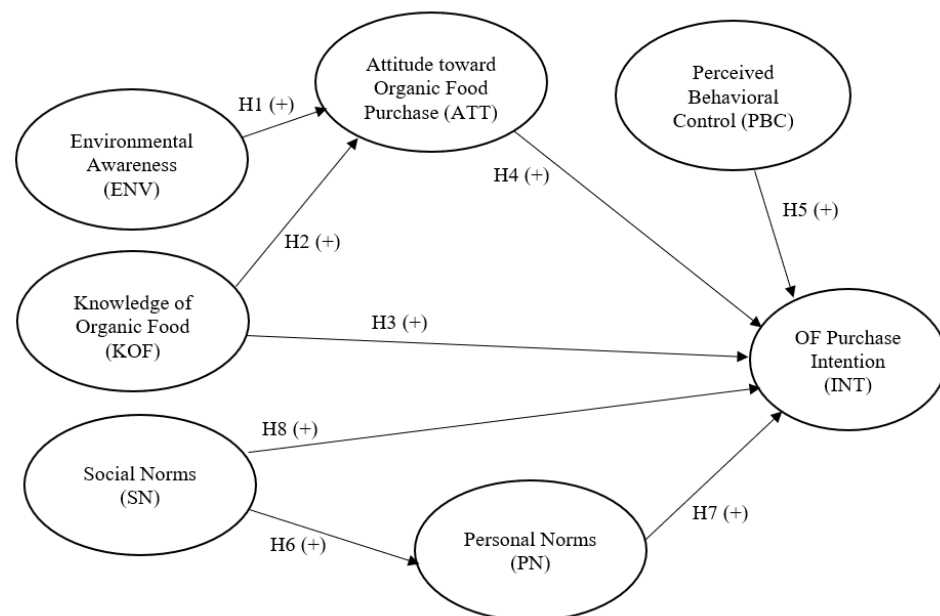 Attitude toward
Organic Food
Purchase (ATT)
Perceived
Behavioral
Control (PBC)
H1 (+)
Environmental
Awareness
(ENV)
H4 (+)
H5 (+)
H2 (+)
Knowledge of
Organic Food
(KOF)
H3 (+)
OF Purchase
Intention
(INT)
H8 (+)
Social Norms
(SN)
H7 (+)
H6 (+)
Personal Norms
(PN)